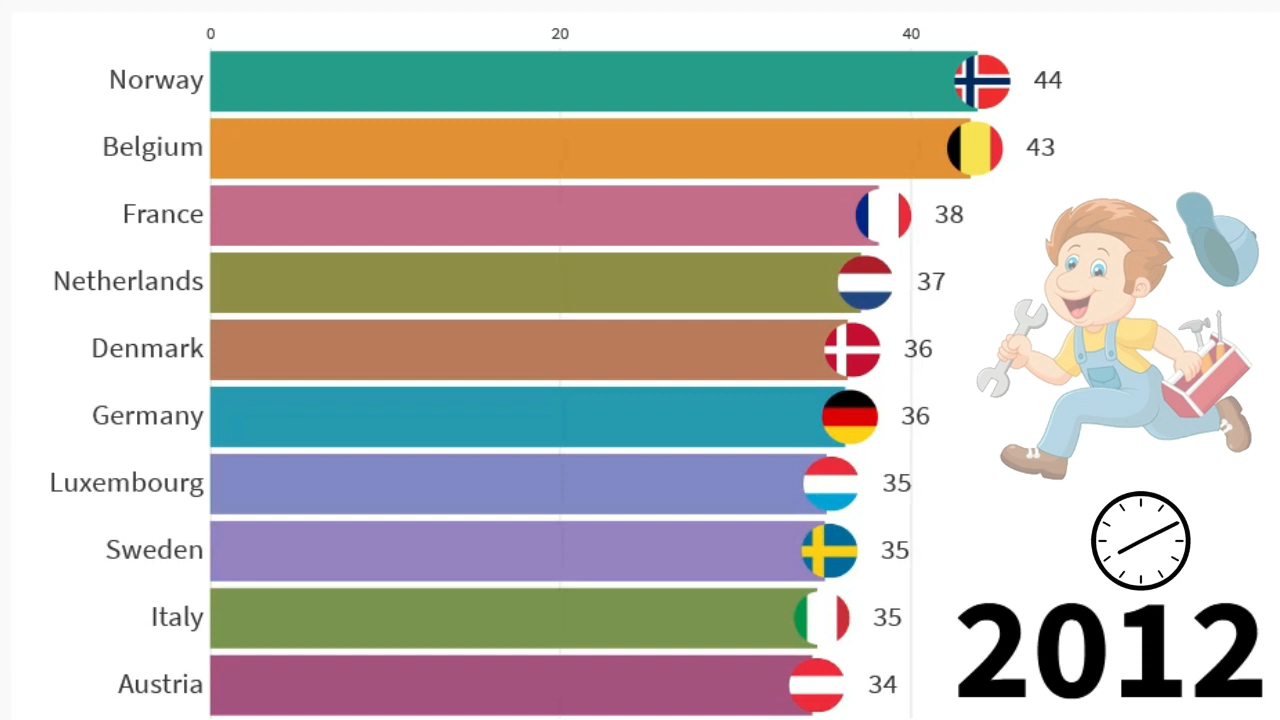 0 20 40
Norway 44
Belgium 43
France 38
Netherlands 37
Denmark 36
Germany 36
Luxembourg 35
Sweden 35
Italy 35
Austria 34
2012